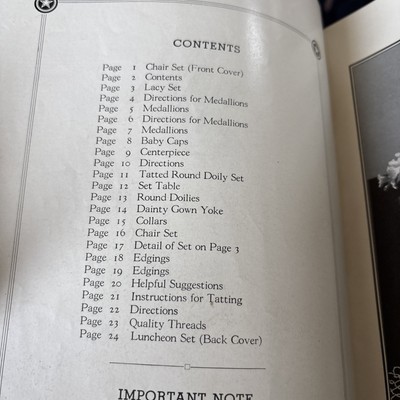 CONTENTS
Page 1 Chair Set (Front Cover)
Page 2 Contents
Page 3 Lacy Set
Page 4 Directions for Medallions
Page 5 Medallions
Page 6 Directions for Medallions
Page 7 Medallions
Page 8 Baby Caps
Page 9 Centerpiece
Page 10 Directions
Page 11 Tatted Round Doily Set
Page 12 Set Table
Page 13 Round Doilies
Page 14 Dainty Gown Yoke
Page 15 Collars
Page 16 Chair Set
Page 17 Detail of Set on Page 3
Page 18 Edgings
Page 19 Edgings
Page 20 Helpful Suggestions
Page 21 Instructions for Tatting
Page 22 Directions
Page 23 Quality Threads
Page 24 Luncheon Set (Back Cover)
IMPORTANT NOTE